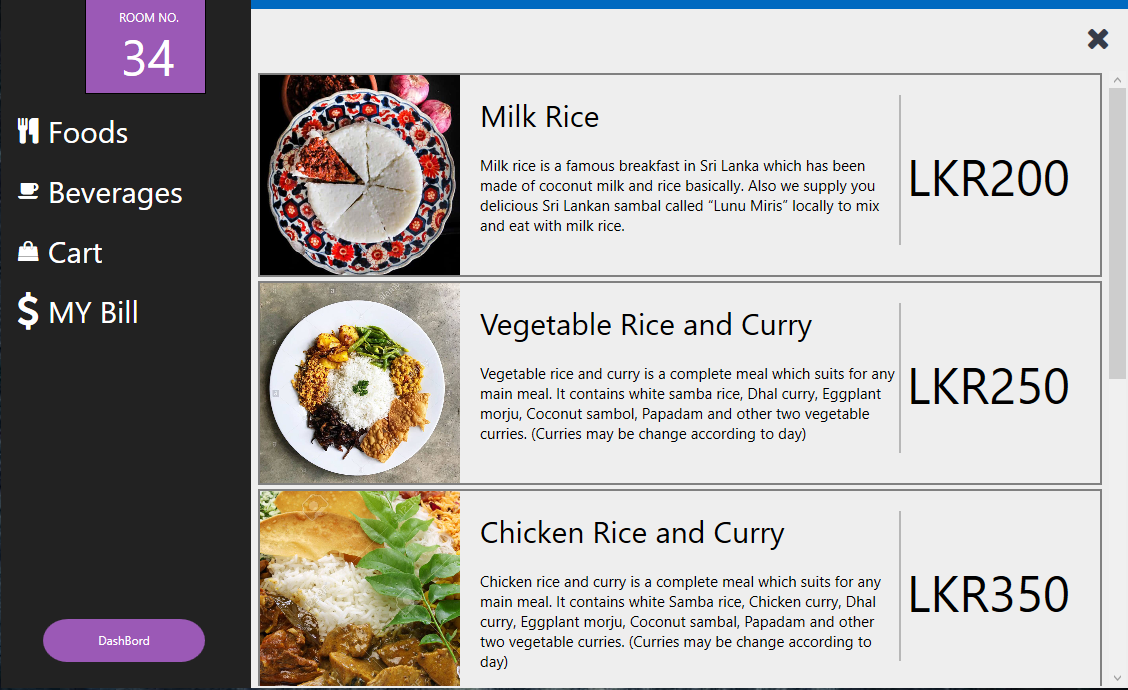 ROOM NO.
34
Foods
Beverages
Cart
MY Bill
DashBord
Milk Rice
Milk rice is a famous breakfast in Sri Lanka which has been
made of coconut milk and rice basically. Also we supply you
delicious Sri Lankan sambal called “Lunu Miris” locally to mix
and eat with milk rice.
LKR200
Vegetable Rice and Curry
Vegetable rice and curry is a complete meal which suits for any
main meal. It contains white samba rice, Dhal curry, Eggplant
morju, Coconut sambol, Papadam and other two vegetable
curries. (Curries may be change according to day)
LKR250
Chicken Rice and Curry
Chicken rice and curry is a complete meal which suits for any
main meal. It contains white Samba rice, Chicken curry, Dhal
curry, Eggplant morju, Coconut sambal, Papadam and other
two vegetable curries. (Curries may be change according to
day)
LKR350